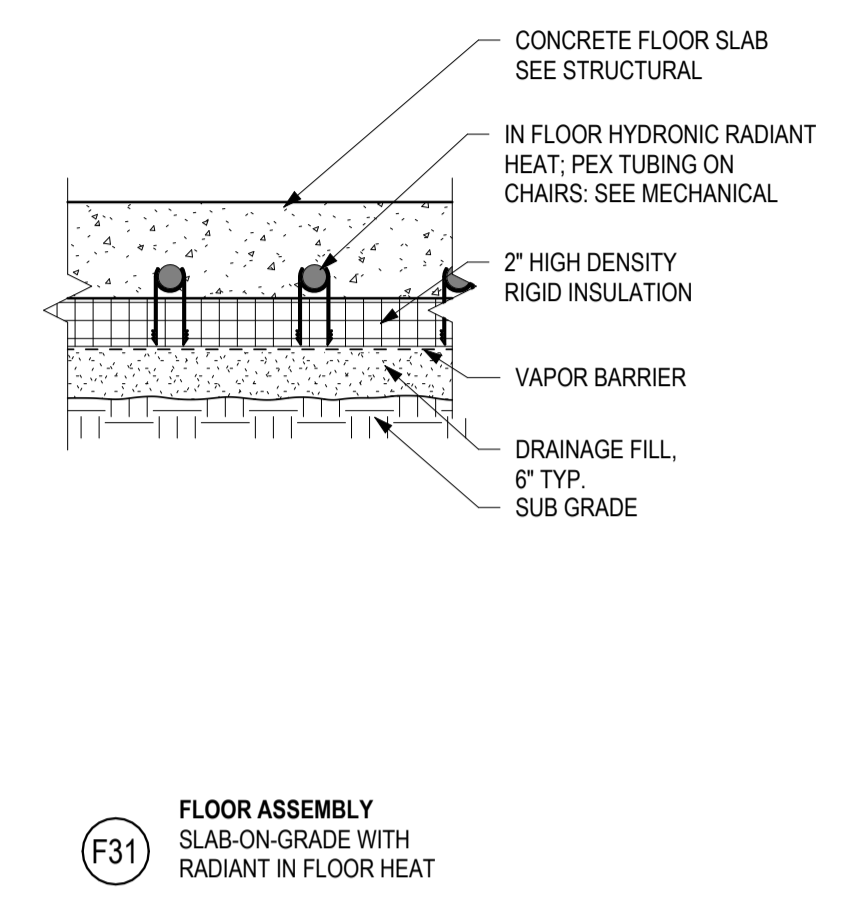 CONCRETE FLOOR SLAB
SEE STRUCTURAL
IN FLOOR HYDRONIC RADIANT
HEAT; PEX TUBING ON
CHAIRS: SEE MECHANICAL
2" HIGH DENSITY
RIGID INSULATION
VAPOR BARRIER
DRAINAGE FILL,
6" TYP.
SUB GRADE
F31
FLOOR ASSEMBLY
SLAB-ON-GRADE WITH
RADIANT IN FLOOR HEAT